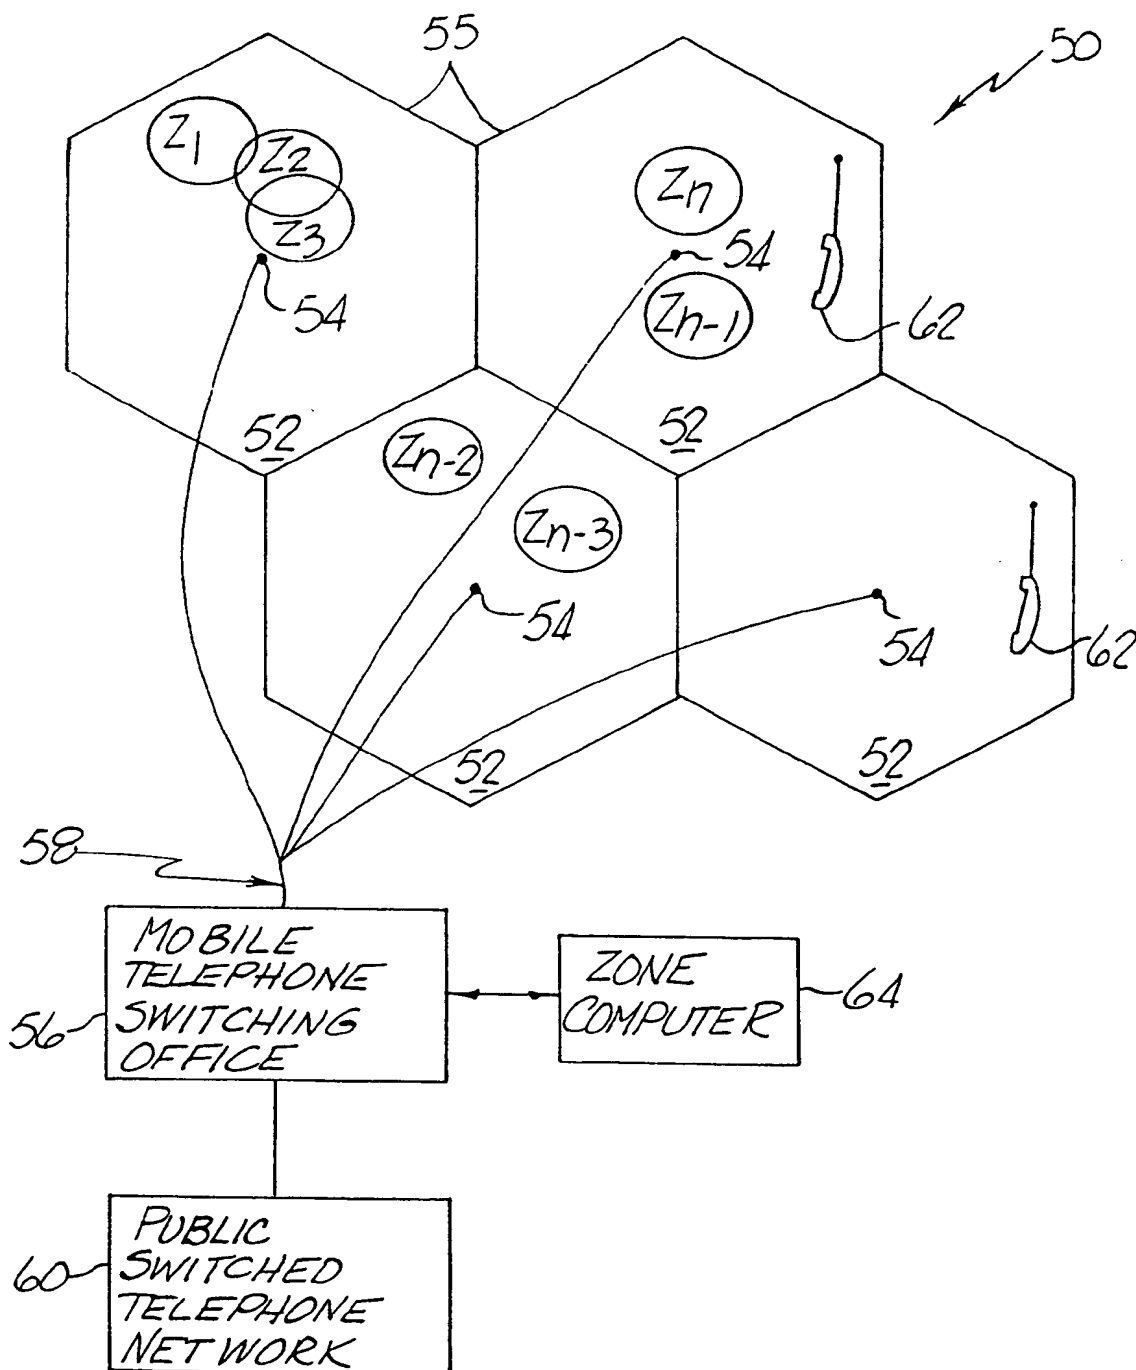 55
50
Z1
Z2
Z3
Zn
54
54
Zn-1
62
52
52
Zn-2
Zn-3
54
54
62
52
52
58
MOBILE
TELEPHONE
SWITCHING
OFFICE
56
ZONE
COMPUTER
64
PUBLIC
SWITCHED
TELEPHONE
NETWORK
60